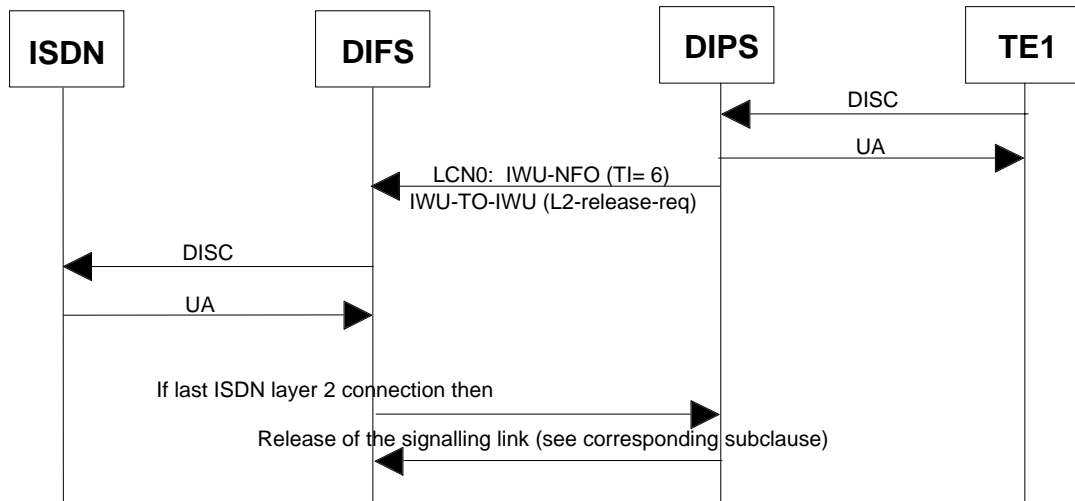 ISDN
DIFS
DIPS
TE1
DISC
UA
LCN0: IWU-NFO (TI= 6)
IWU-TO-IWU (L2-release-req)
DISC
UA
If last ISDN layer 2 connection then
Release of the signalling link (see corresponding subclause)